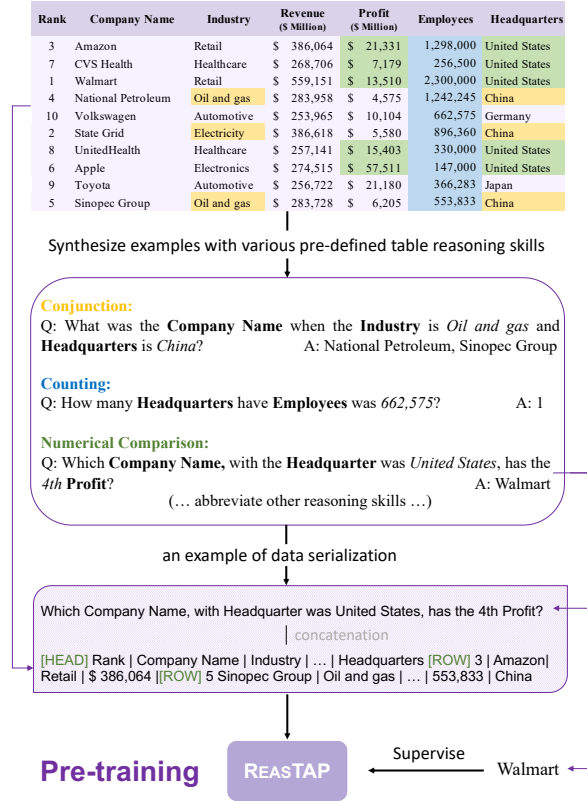 Rank Company Name Industry Revenue ($ Million) Profit ($ Million) Employees Headquarters
3 Amazon Retail $ 386,064 $ 21,331 1,298,000 United States
7 CVS Health Healthcare $ 268,706 $ 7,179 256,500 United States
1 Walmart Retail $ 559,151 $ 13,510 2,300,000 United States
4 National Petroleum Oil and gas $ 283,958 $ 4,575 1,242,245 China
10 Volkswagen Automotive $ 253,965 $ 10,104 662,575 Germany
2 State Grid Electricity $ 386,618 $ 5,580 896,360 China
8 UnitedHealth Healthcare $ 257,141 $ 15,403 330,000 United States
6 Apple Electronics $ 274,515 $ 57,511 147,000 United States
9 Toyota Automotive $ 256,722 $ 21,180 366,283 Japan
5 Sinopec Group Oil and gas $ 283,728 $ 6,205 553,833 China
Synthesize examples with various pre-defined table reasoning skills
Conjunction:
Q: What was the Company Name when the Industry is Oil and gas and
Headquarters is China? A: National Petroleum, Sinopec Group
Counting:
Q: How many Headquarters have Employees was 662,575? A: 1
Numerical Comparison:
Q: Which Company Name, with the Headquarter was United States, has the
4th Profit? A: Walmart
(… abbreviate other reasoning skills …)
an example of data serialization
Which Company Name, with Headquarter was United States, has the 4th Profit?
concatenation
[HEAD] Rank | Company Name | Industry | … | Headquarters [ROW] 3 | Amazon|
Retail | $ 386,064 |[ROW] 5 Sinopec Group | Oil and gas | … | 553,833 | China
Pre-training REASTAP Supervise Walmart